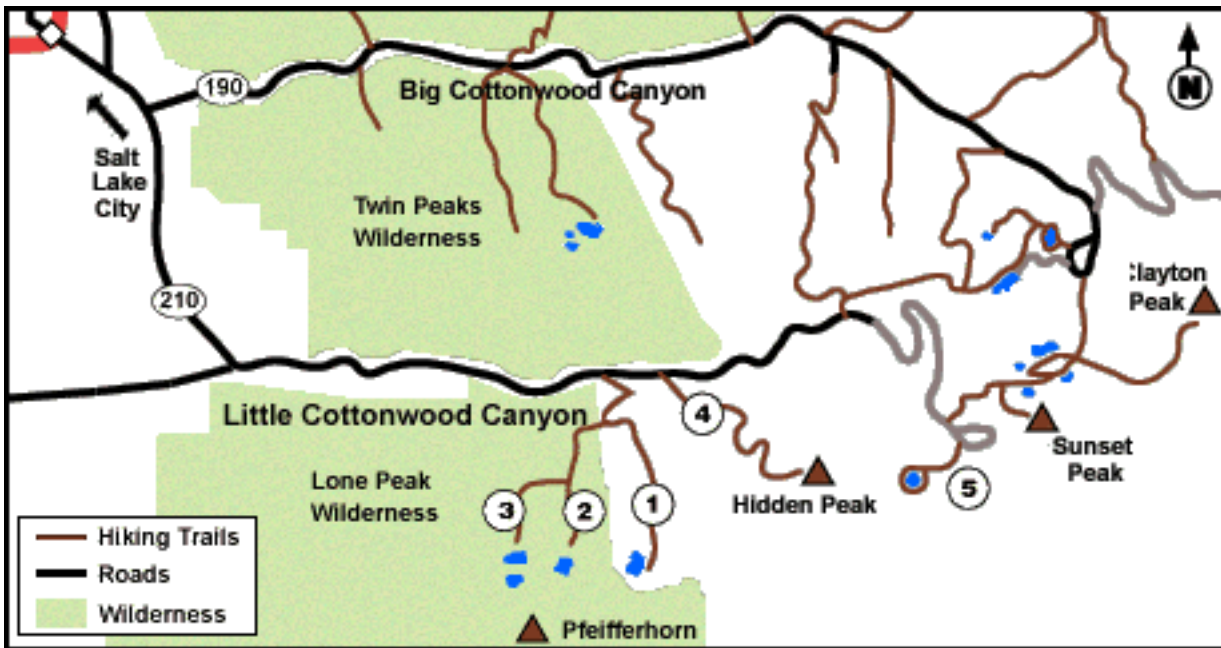 190
Big Cottonwood Canyon
N
Salt
Lake
City
Twin Peaks
Wilderness
210
Clayton
Peak
Little Cottonwood Canyon
4
Sunset
Peak
Lone Peak
Wilderness
3
2
1
Hidden Peak
5
Hiking Trails
Roads
Wilderness
Pfeifferhorn